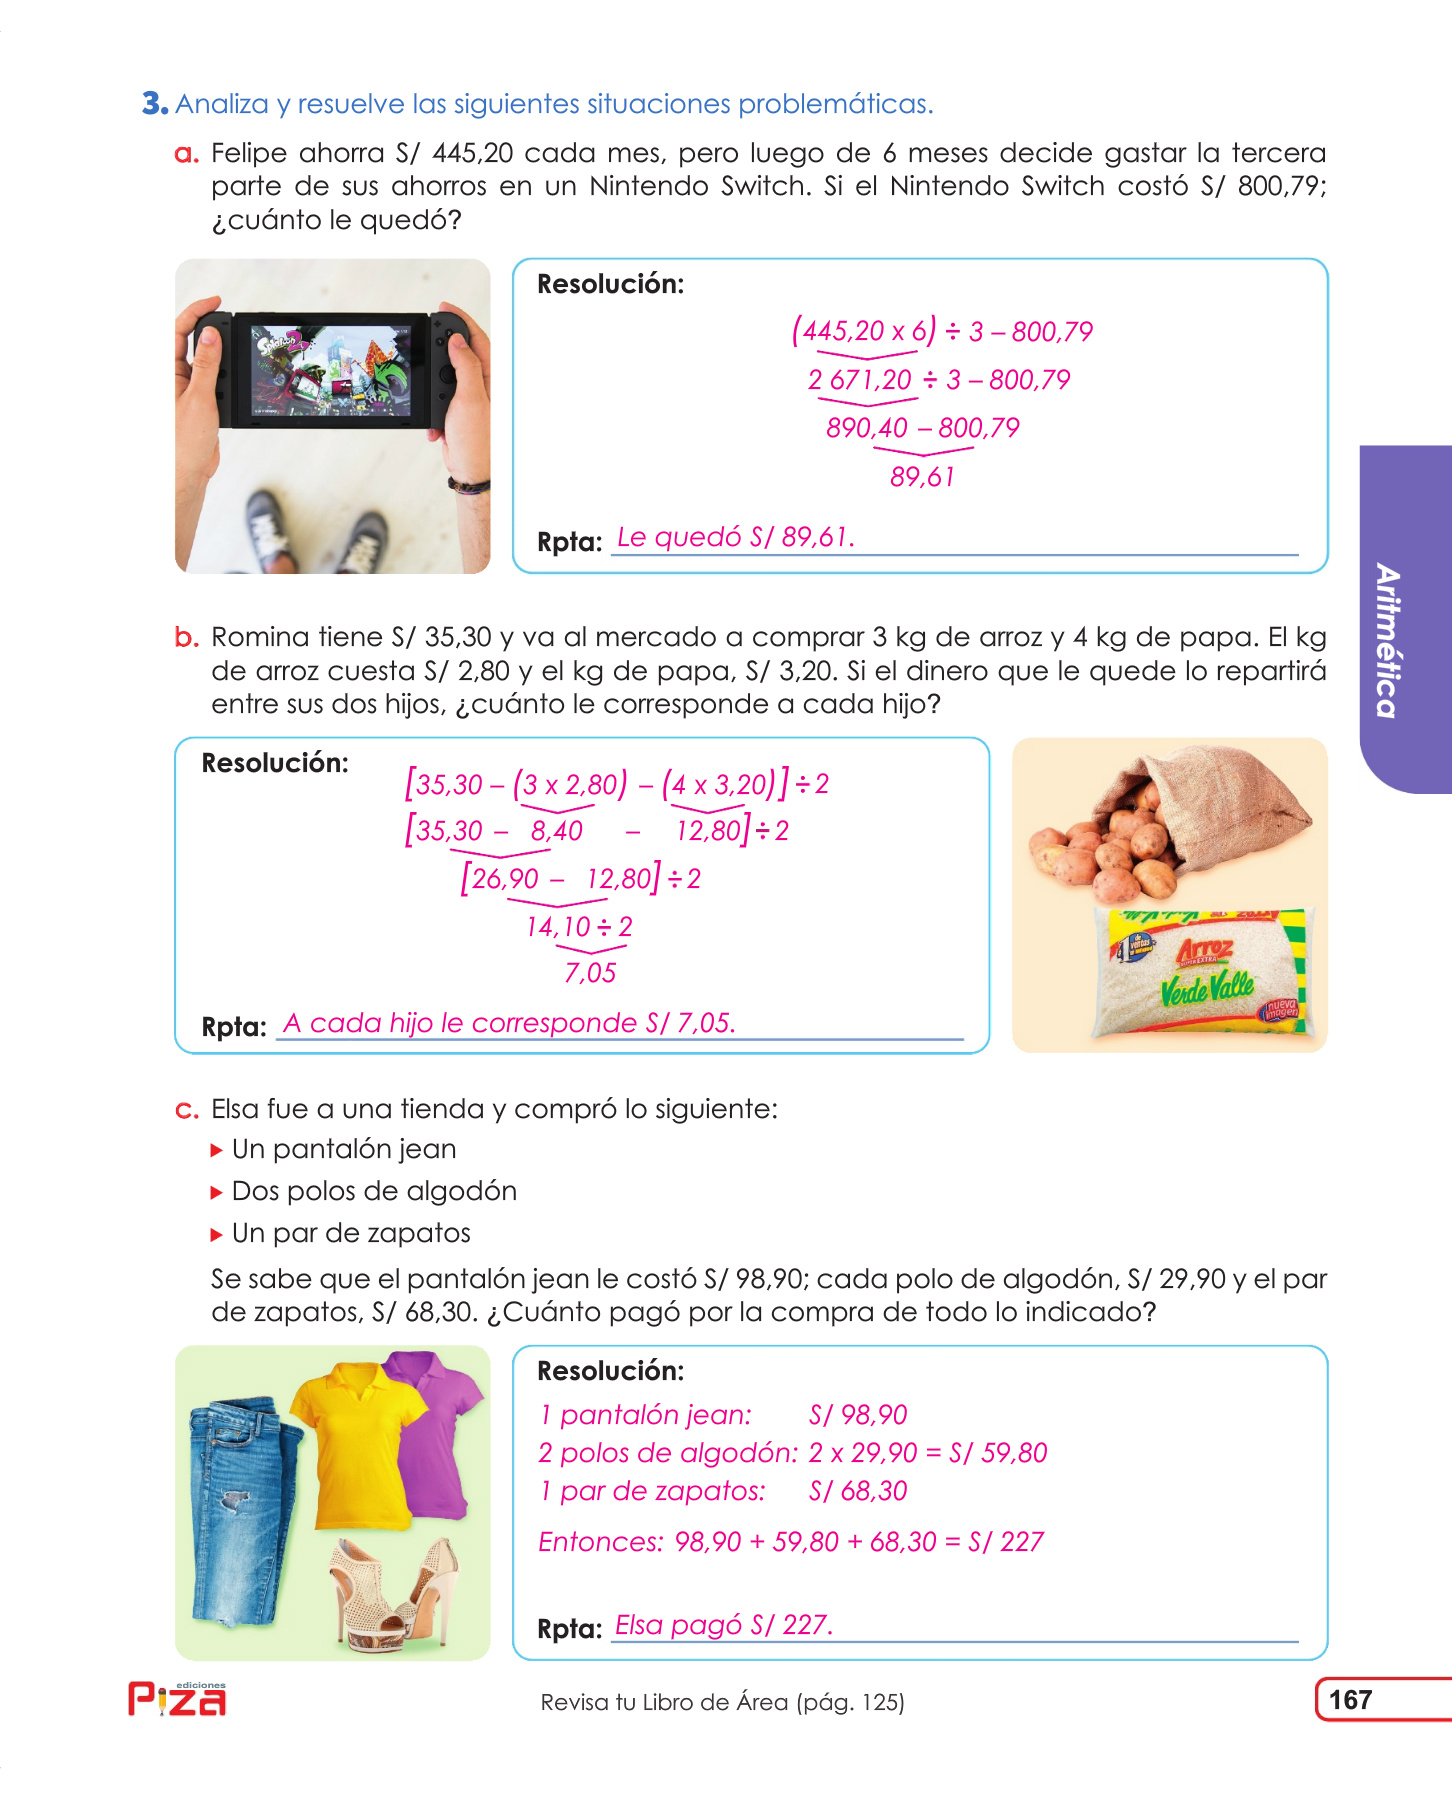 3. Analiza y resuelve las siguientes situaciones problemáticas.
a. Felipe ahorra S/ 445,20 cada mes, pero luego de 6 meses decide gastar la tercera
parte de sus ahorros en un Nintendo Switch. Si el Nintendo Switch costó S/ 800,79;
¿cuánto le quedó?
Splatoon 2
Resolución:
(445,20 x 6) ÷ 3 – 800,79
2 671,20 ÷ 3 – 800,79
890,40 – 800,79
89,61
Rpta: Le quedó S/ 89,61.
Aritmética
b. Romina tiene S/ 35,30 y va al mercado a comprar 3 kg de arroz y 4 kg de papa. El kg
de arroz cuesta S/ 2,80 y el kg de papa, S/ 3,20. Si el dinero que le quede lo repartirá
entre sus dos hijos, ¿cuánto le corresponde a cada hijo?
Resolución:
[35,30 – (3 x 2,80) – (4 x 3,20)] ÷ 2
[35,30 – 8,40 – 12,80] ÷ 2
[26,90 – 12,80] ÷ 2
14,10 ÷ 2
7,05
Rpta: A cada hijo le corresponde S/ 7,05.
Arroz
Verde Valle
nueva
imagen
c. Elsa fue a una tienda y compró lo siguiente:
Un pantalón jean
Dos polos de algodón
Un par de zapatos
Se sabe que el pantalón jean le costó S/ 98,90; cada polo de algodón, S/ 29,90 y el par
de zapatos, S/ 68,30. ¿Cuánto pagó por la compra de todo lo indicado?
Resolución:
1 pantalón jean: S/ 98,90
2 polos de algodón: 2 x 29,90 = S/ 59,80
1 par de zapatos: S/ 68,30
Entonces: 98,90 + 59,80 + 68,30 = S/ 227
Rpta: Elsa pagó S/ 227.
ediciones
Piza
Revisa tu Libro de Área (pág. 125)
167